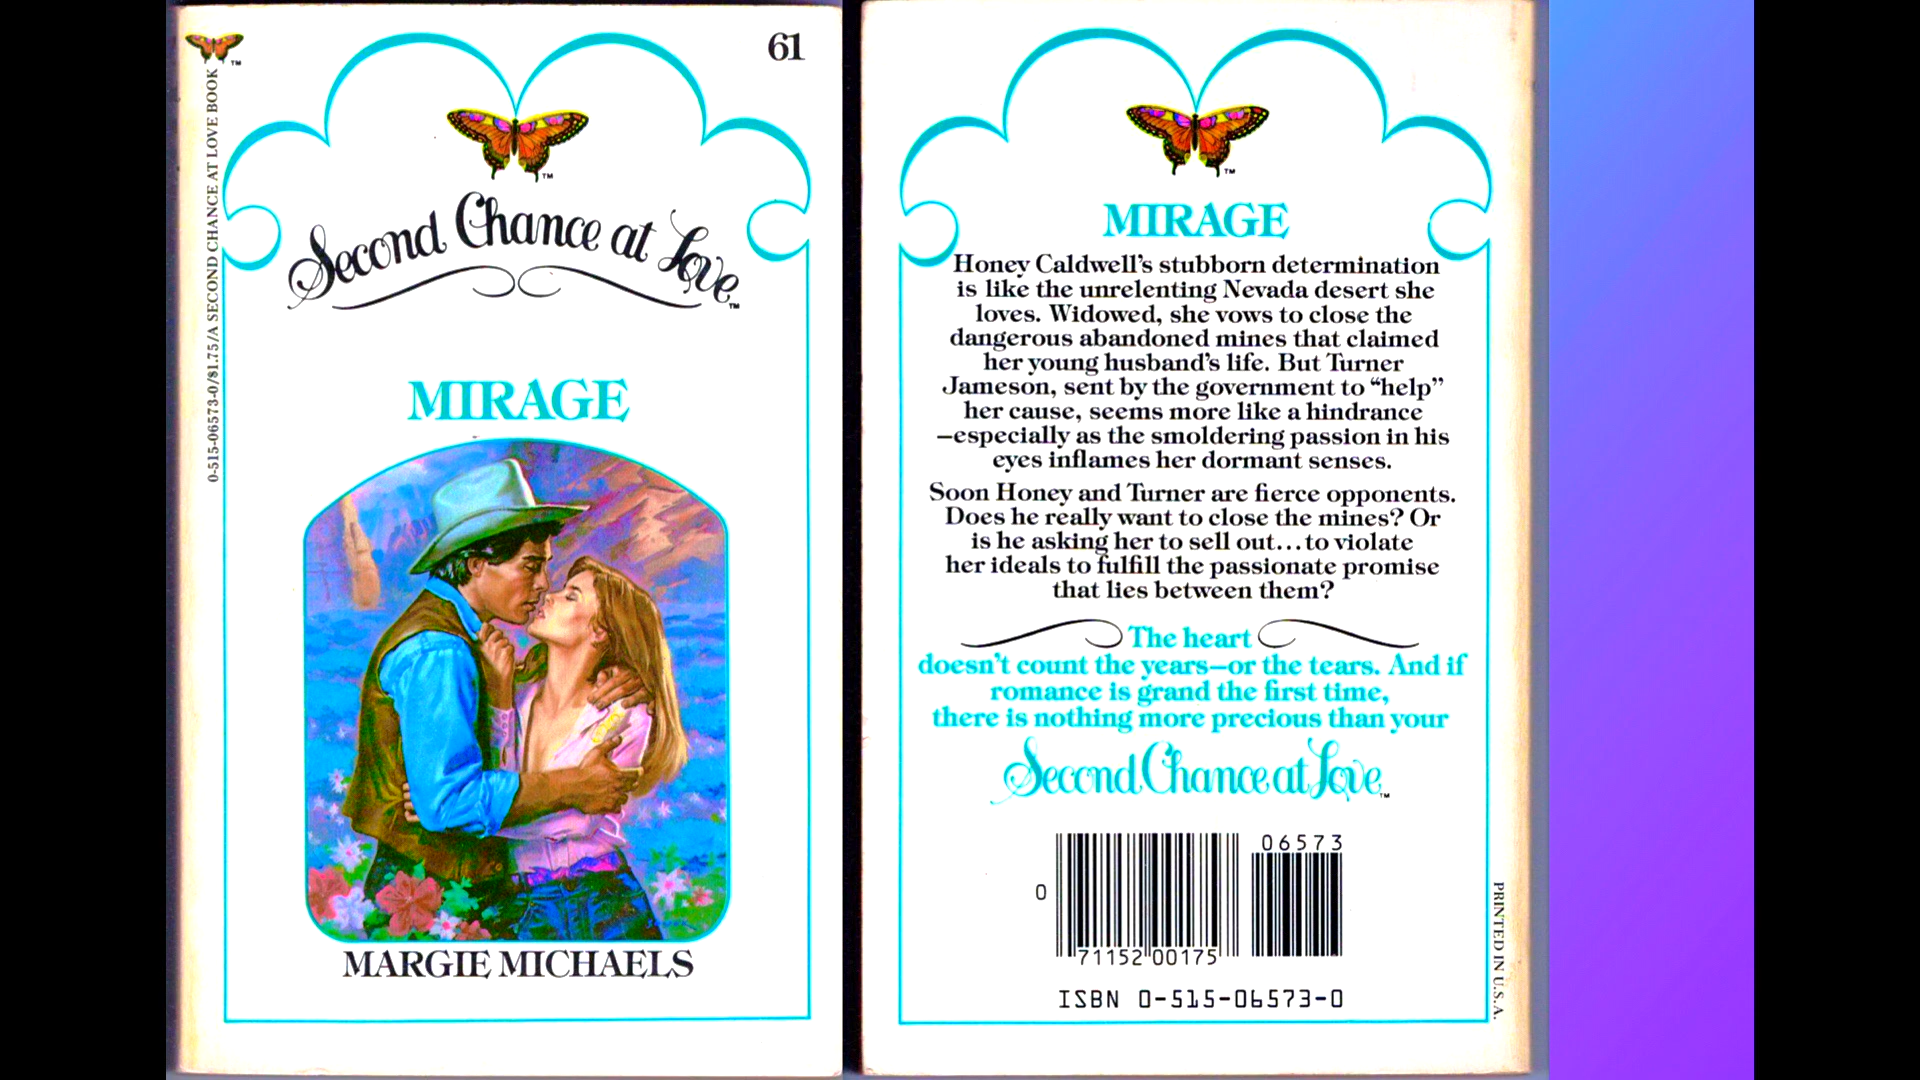 61
TM
0-515-06573-0/$1.75/A SECOND CHANCE AT LOVE BOOK
TM
Second Chance at Love
TM
MIRAGE
MARGIE MICHAELS
TM
MIRAGE
Honey Caldwell's stubborn determination
is like the unrelenting Nevada desert she
loves. Widowed, she vows to close the
dangerous abandoned mines that claimed
her young husband's life. But Turner
Jameson, sent by the government to “help”
her cause, seems more like a hindrance
—especially as the smoldering passion in his
eyes inflames her dormant senses.
Soon Honey and Turner are fierce opponents.
Does he really want to close the mines? Or
is he asking her to sell out...to violate
her ideals to fulfill the passionate promise
that lies between them?
The heart
doesn't count the years—or the tears. And if
romance is grand the first time,
there is nothing more precious than your
Second Chance at Love
TM
06573
0
71152 00175
ISBN 0-515-06573-0
PRINTED IN U.S.A.